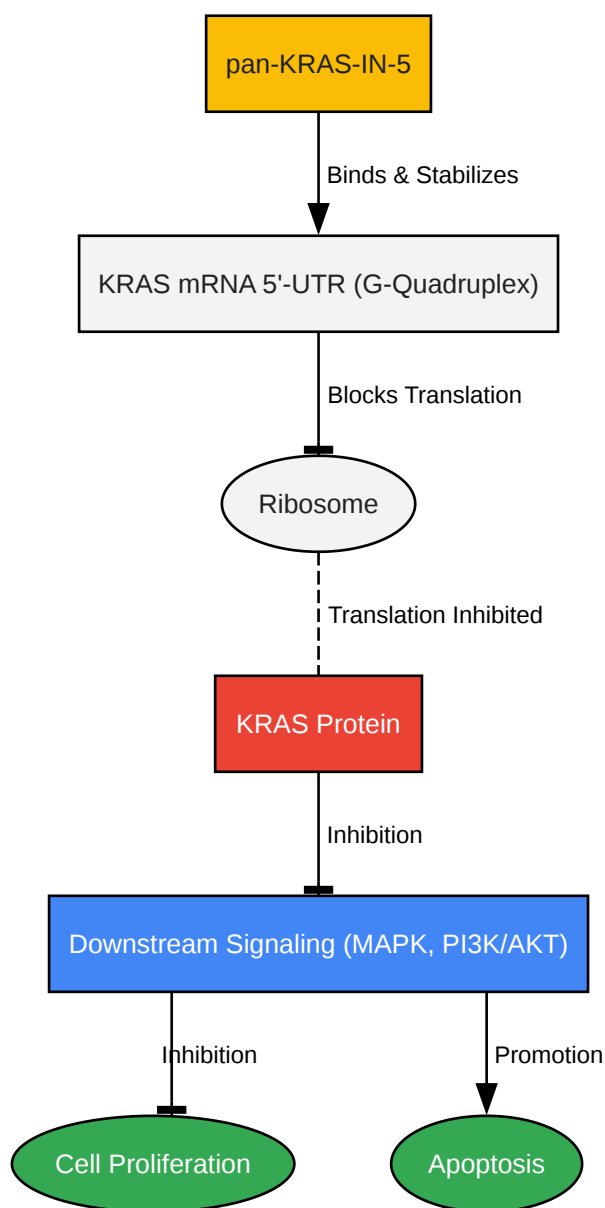 pan-KRAS-IN-5
Binds & Stabilizes
KRAS mRNA 5'-UTR (G-Quadruplex)
Blocks Translation
Ribosome
Translation Inhibited
KRAS Protein
Inhibition
Downstream Signaling (MAPK, PI3K/AKT)
Inhibition
Promotion
Cell Proliferation
Apoptosis